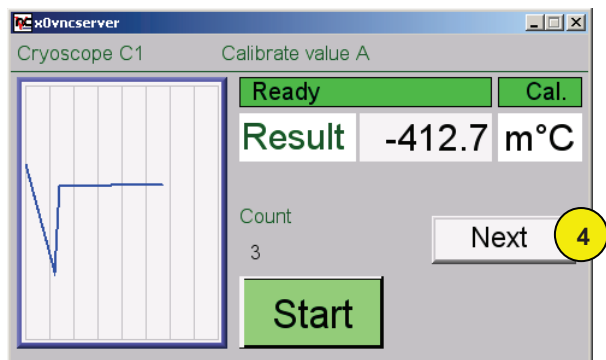 x0vncserver
Cryoscope C1 Calibrate value A
Ready Cal.
Result -412.7 m°C
Count
3
Next 4
Start